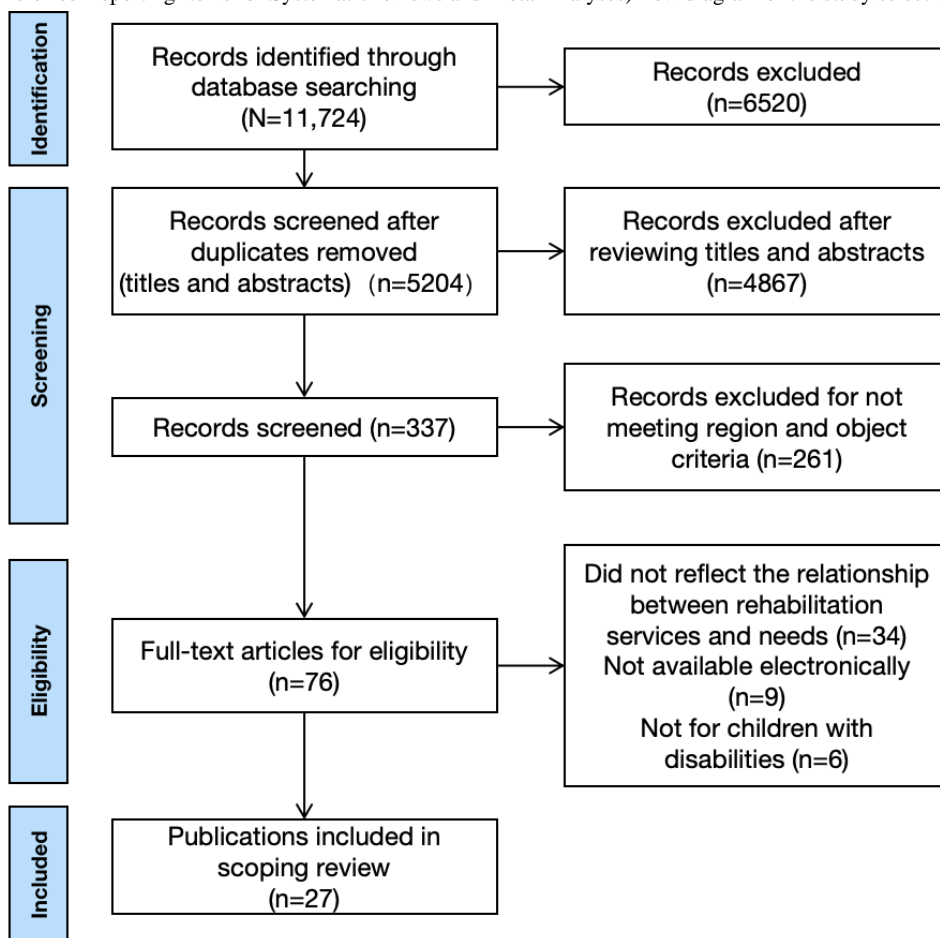 Identification
Records identified through
database searching
(N=11,724)
Records excluded
(n=6520)
Screening
Records screened after
duplicates removed
(titles and abstracts) （n=5204）
Records excluded after
reviewing titles and abstracts
(n=4867)
Records screened (n=337)
Records excluded for not
meeting region and object
criteria (n=261)
Eligibility
Full-text articles for eligibility
(n=76)
Did not reflect the relationship
between rehabilitation
services and needs (n=34)
Not available electronically
(n=9)
Not for children with
disabilities (n=6)
Included
Publications included in
scoping review
(n=27)